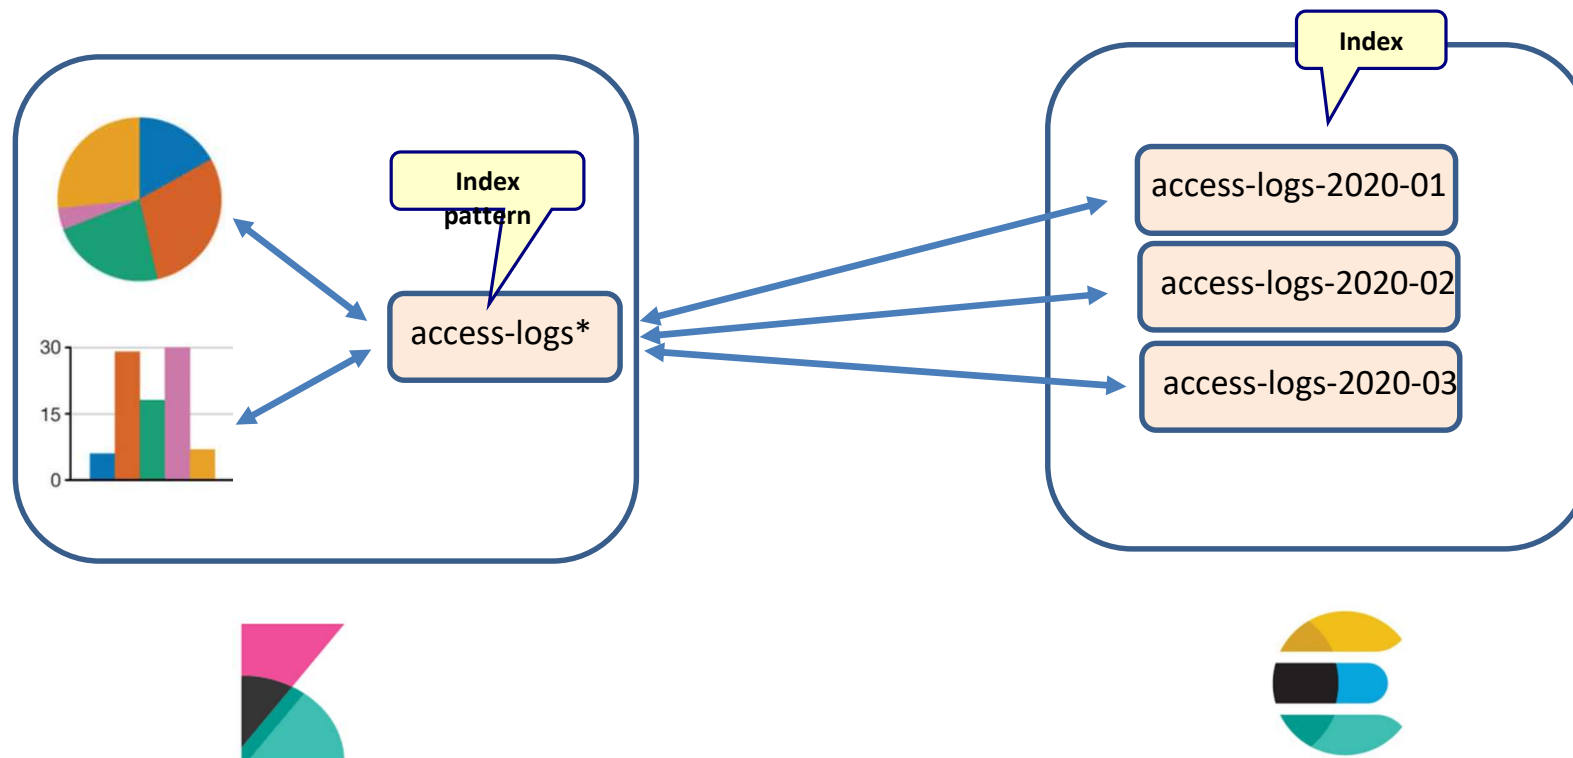 Index
Index
pattern
access-logs*
30
15
0
access-logs-2020-01
access-logs-2020-02
access-logs-2020-03